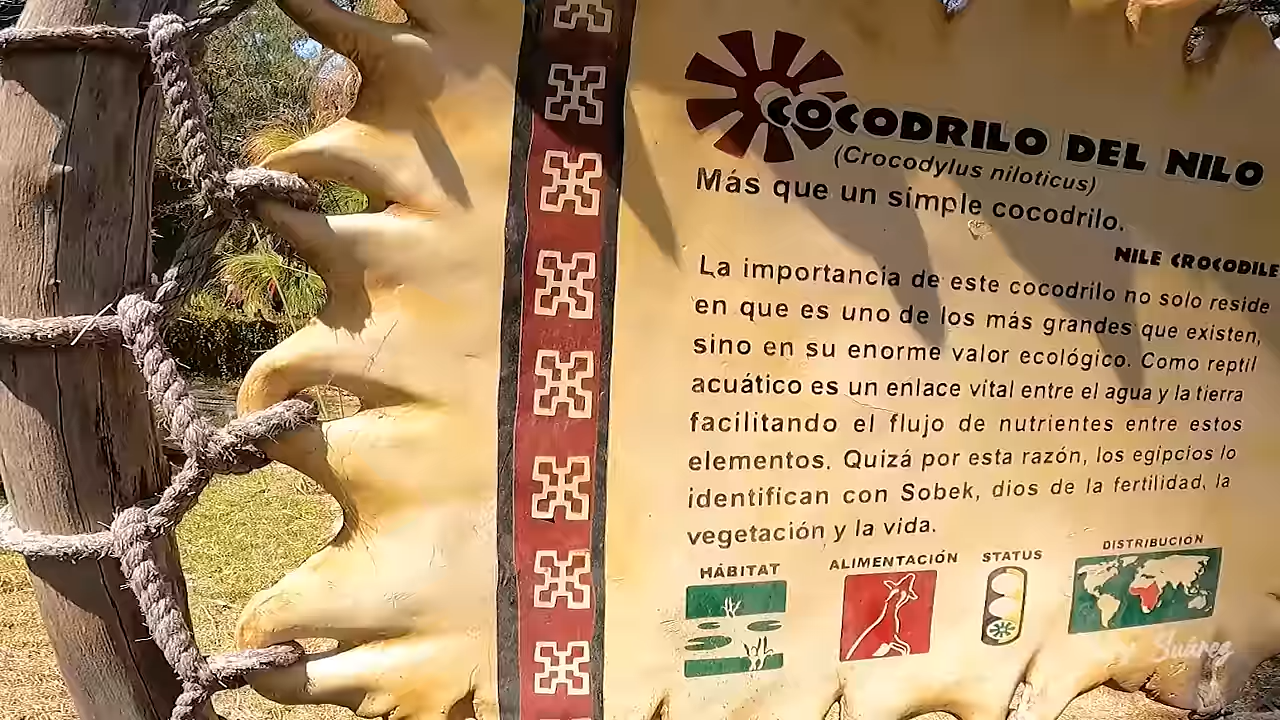 COCODRILO DEL NILO
(Crocodylus niloticus)
Más que un simple cocodrilo.
NILE CROCODILE
La importancia de este cocodrilo no solo reside
en que es uno de los más grandes que existen,
sino en su enorme valor ecológico. Como reptil
acuático es un enlace vital entre el agua y la tierra
facilitando el flujo de nutrientes entre estos
elementos. Quizá por esta razón, los egipcios lo
identifican con Sobek, dios de la fertilidad, la
vegetación y la vida.
HÁBITAT
ALIMENTACIÓN
STATUS
DISTRIBUCIÓN
Suárez